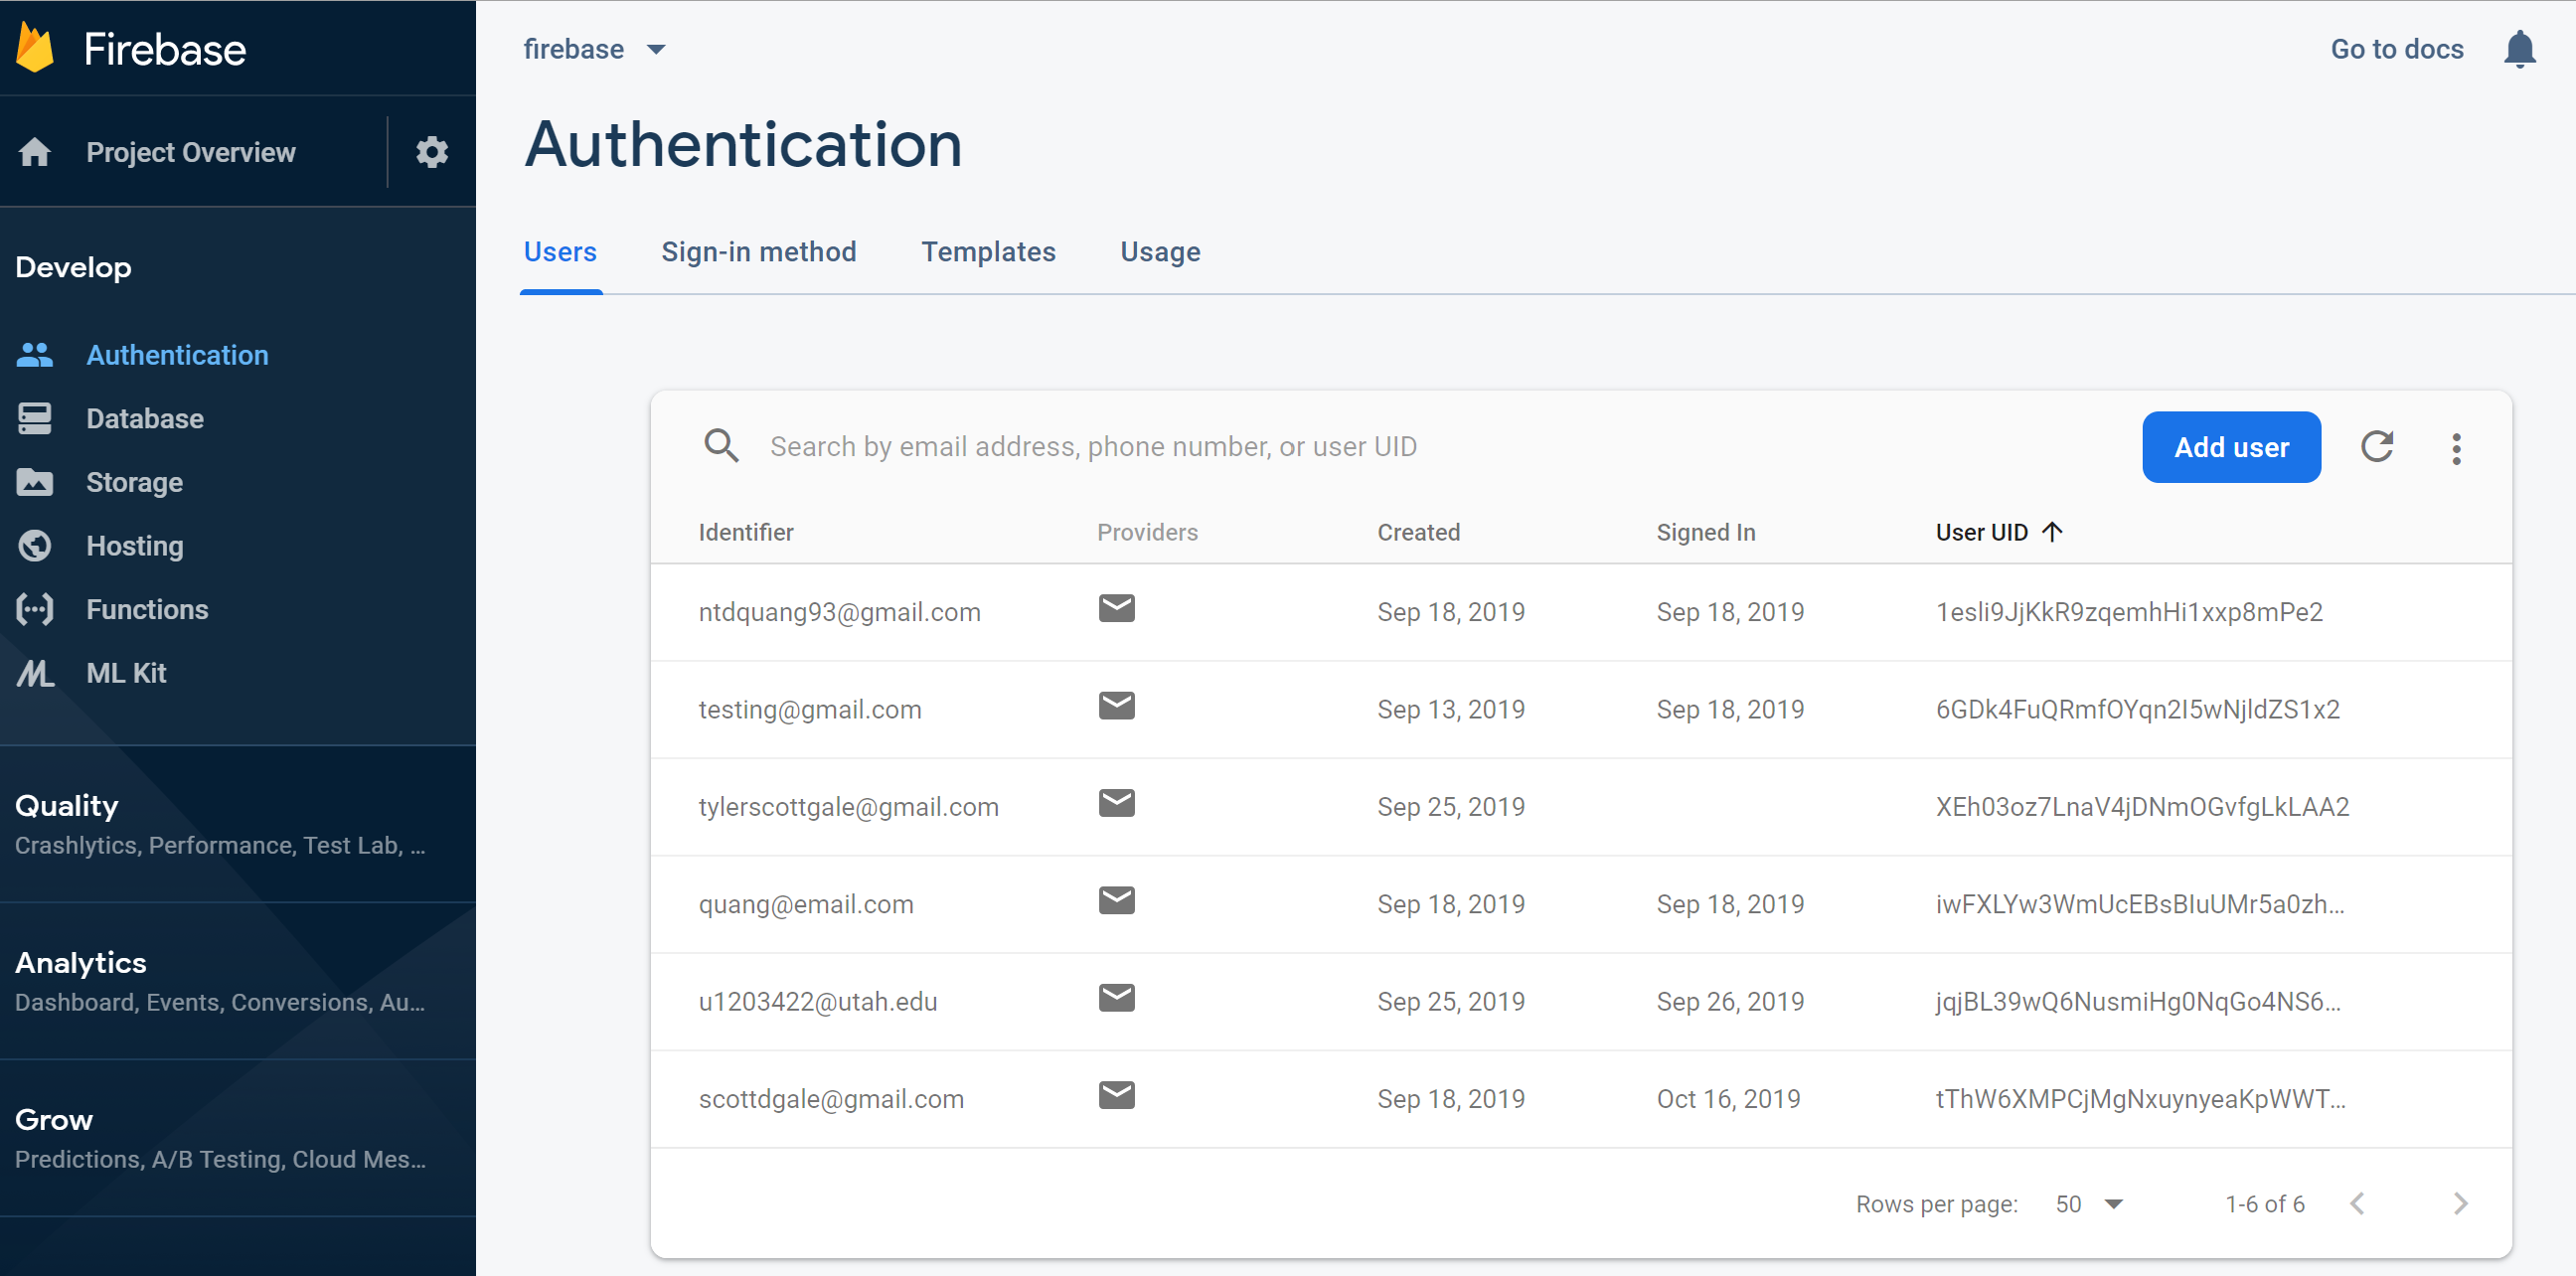 Firebase
Project Overview
Develop
Authentication
Database
Storage
Hosting
Functions
ML Kit
Quality
Crashlytics, Performance, Test Lab, ...
Analytics
Dashboard, Events, Conversions, Au...
Grow
Predictions, A/B Testing, Cloud Mes...
firebase
Go to docs
Authentication
Users Sign-in method Templates Usage
Search by email address, phone number, or user UID
Add user
Identifier Providers Created Signed In User UID
ntdquang93@gmail.com Sep 18, 2019 Sep 18, 2019 1esli9JjKkR9zqemhHi1xxp8mPe2
testing@gmail.com Sep 13, 2019 Sep 18, 2019 6GDk4FuQRmfOYqn2I5wNjldZS1x2
tylerscottgale@gmail.com Sep 25, 2019 XEh03oz7LnaV4jDNmOGvfgLkLAA2
quang@email.com Sep 18, 2019 Sep 18, 2019 iwFXLYw3WmUcEBsBIuUMr5a0zh...
u1203422@utah.edu Sep 25, 2019 Sep 26, 2019 jqjBL39wQ6NusmiHg0NqGo4NS6...
scottdgale@gmail.com Sep 18, 2019 Oct 16, 2019 tThW6XMPCjMgNxuynyeaKpWWT...
Rows per page: 50 1-6 of 6